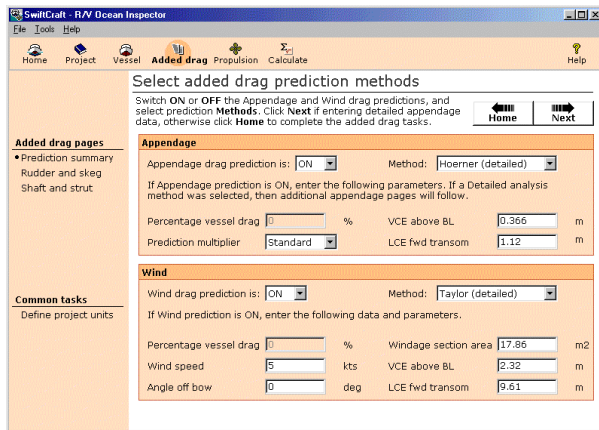 SwiftCraft - R/V Ocean Inspector
File Tools Help
Home Project Vessel Added drag Propulsion Calculate Help
Select added drag prediction methods
Switch ON or OFF the Appendage and Wind drag predictions, and
select prediction Methods. Click Next if entering detailed appendage
data, otherwise click Home to complete the added drag tasks.
Home Next
Added drag pages
Prediction summary
Rudder and skeg
Shaft and strut
Common tasks
Define project units
Appendage
Appendage drag prediction is: ON Method: Hoerner (detailed)
If Appendage prediction is ON, enter the following parameters. If a Detailed analysis
method was selected, then additional appendage pages will follow.
Percentage vessel drag 0 % VCE above BL 0.366 m
Prediction multiplier Standard LCE fwd transom 1.12 m
Wind
Wind drag prediction is: ON Method: Taylor (detailed)
If Wind prediction is ON, enter the following data and parameters.
Percentage vessel drag 0 % Windage section area 17.86 m2
Wind speed 5 kts VCE above BL 2.32 m
Angle off bow 0 deg LCE fwd transom 9.61 m